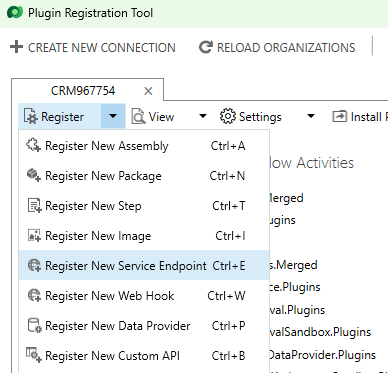 Plugin Registration Tool
CREATE NEW CONNECTION RELOAD ORGANIZATIONS
CRM967754
Register View Settings Install P
Register New Assembly Ctrl+A
low Activities
Register New Package Ctrl+N
Merged
Register New Step Ctrl+T
lugins
Register New Image Ctrl+I
Register New Service Endpoint Ctrl+E
s.Merged
ce.Plugins
Register New Web Hook Ctrl+W
val.Plugins
Register New Data Provider Ctrl+P
valSandbox.Plugins
Register New Custom API Ctrl+B
DataProvider.Plugins